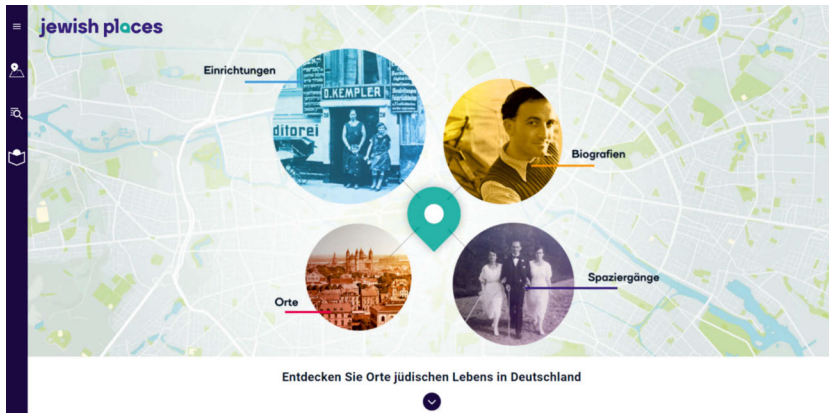 jewish places
Einrichtungen
D. KEMPLER
ditorei
Biografien
Spaziergänge
Orte
Entdecken Sie Orte jüdischen Lebens in Deutschland